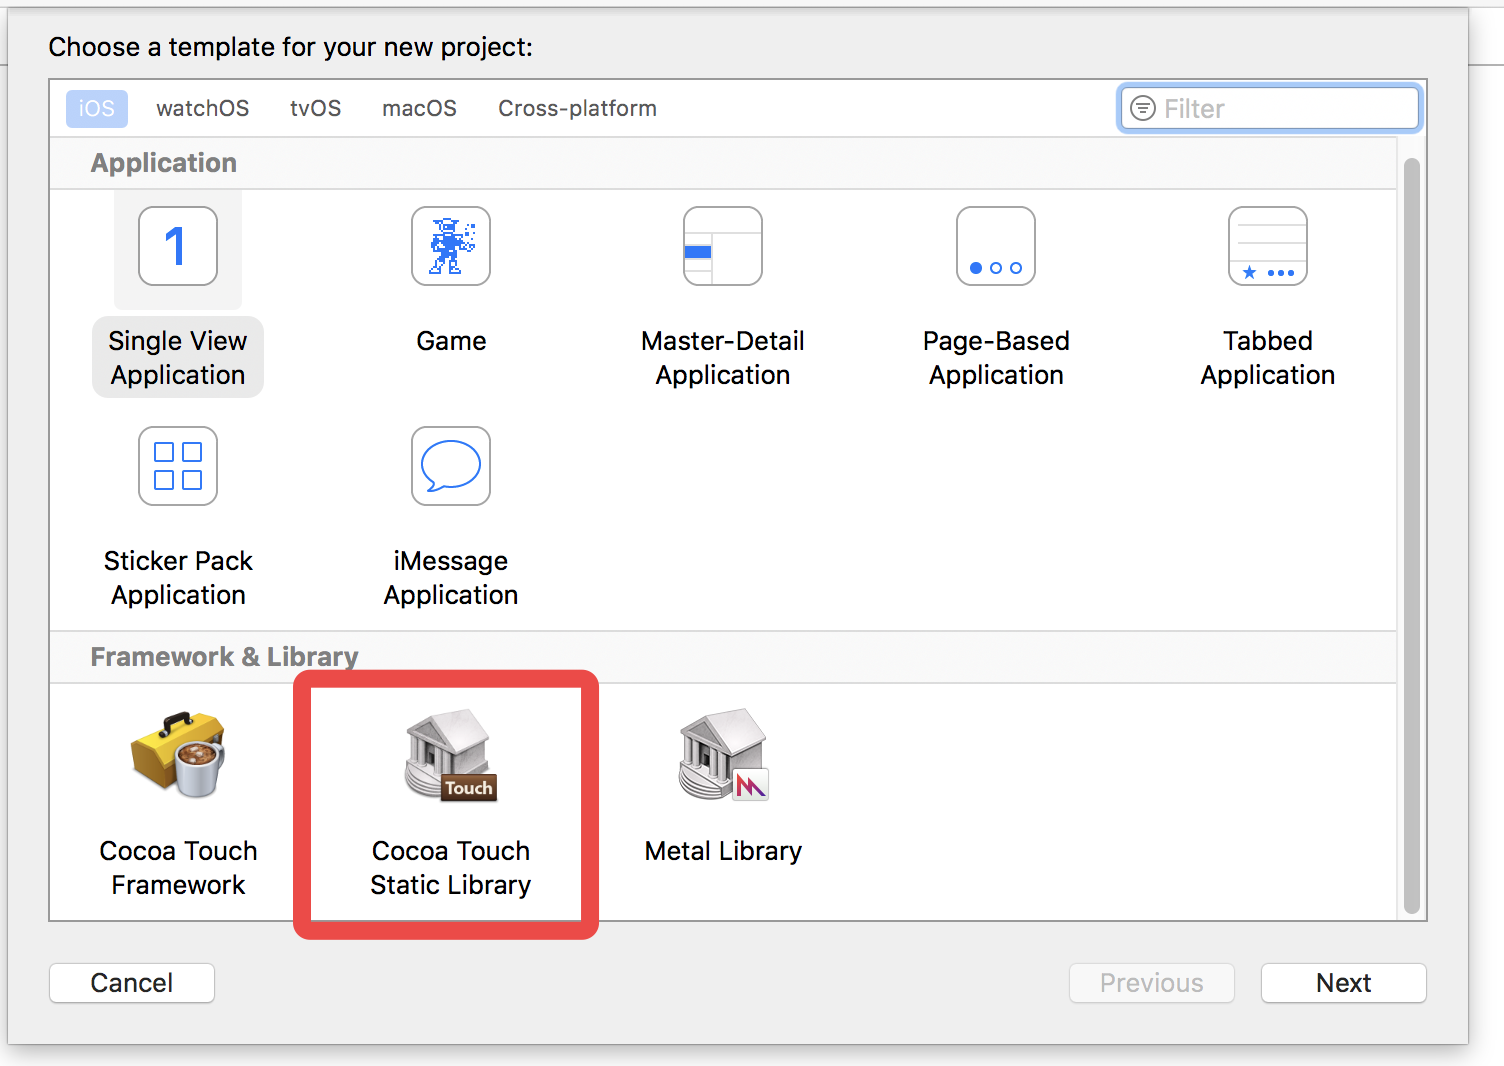 Choose a template for your new project:
iOS watchOS tvOS macOS Cross-platform Filter
Application
1
Single View Application
Game
Master-Detail Application
Page-Based Application
Tabbed Application
Sticker Pack Application
iMessage Application
Framework & Library
Touch
Cocoa Touch Framework
Cocoa Touch Static Library
Metal Library
Cancel Previous Next